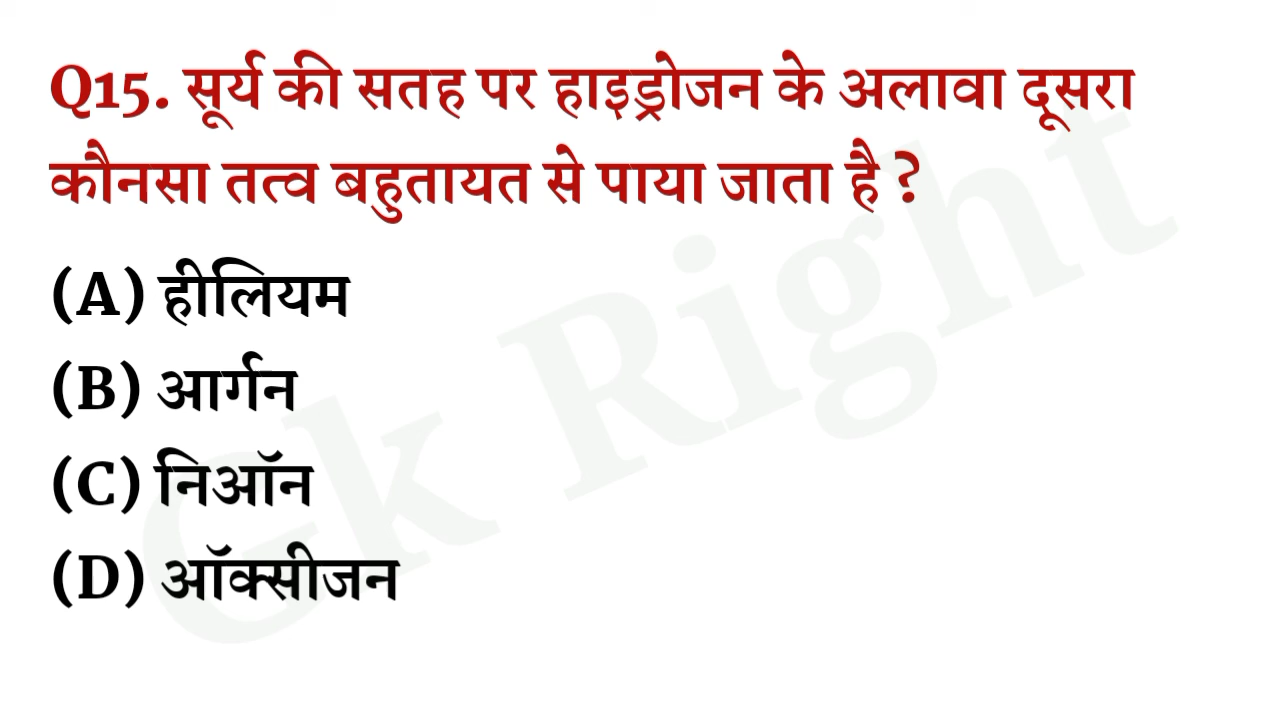 Q15. सूर्य की सतह पर हाइड्रोजन के अलावा दूसरा
कौनसा तत्व बहुतायत से पाया जाता है ?
(A) हीलियम
(B) आर्गन
(C) निऑन
(D) ऑक्सीजन
Gk Right